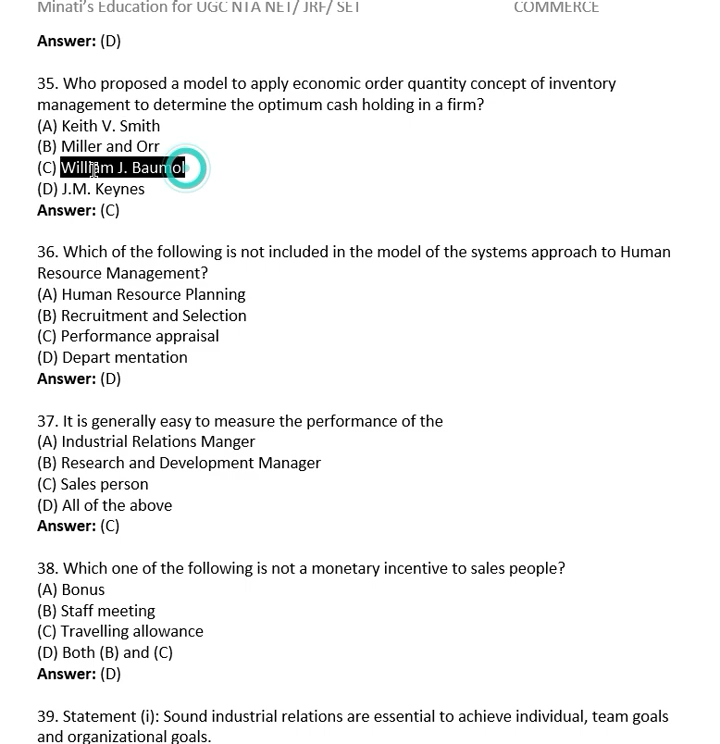 Minati's Education for UGC NTA NET/ JRF/ SET COMMERCE
Answer: (D)
35. Who proposed a model to apply economic order quantity concept of inventory
management to determine the optimum cash holding in a firm?
(A) Keith V. Smith
(B) Miller and Orr
(C) William J. Baumol
(D) J.M. Keynes
Answer: (C)
36. Which of the following is not included in the model of the systems approach to Human
Resource Management?
(A) Human Resource Planning
(B) Recruitment and Selection
(C) Performance appraisal
(D) Depart mentation
Answer: (D)
37. It is generally easy to measure the performance of the
(A) Industrial Relations Manger
(B) Research and Development Manager
(C) Sales person
(D) All of the above
Answer: (C)
38. Which one of the following is not a monetary incentive to sales people?
(A) Bonus
(B) Staff meeting
(C) Travelling allowance
(D) Both (B) and (C)
Answer: (D)
39. Statement (i): Sound industrial relations are essential to achieve individual, team goals
and organizational goals.